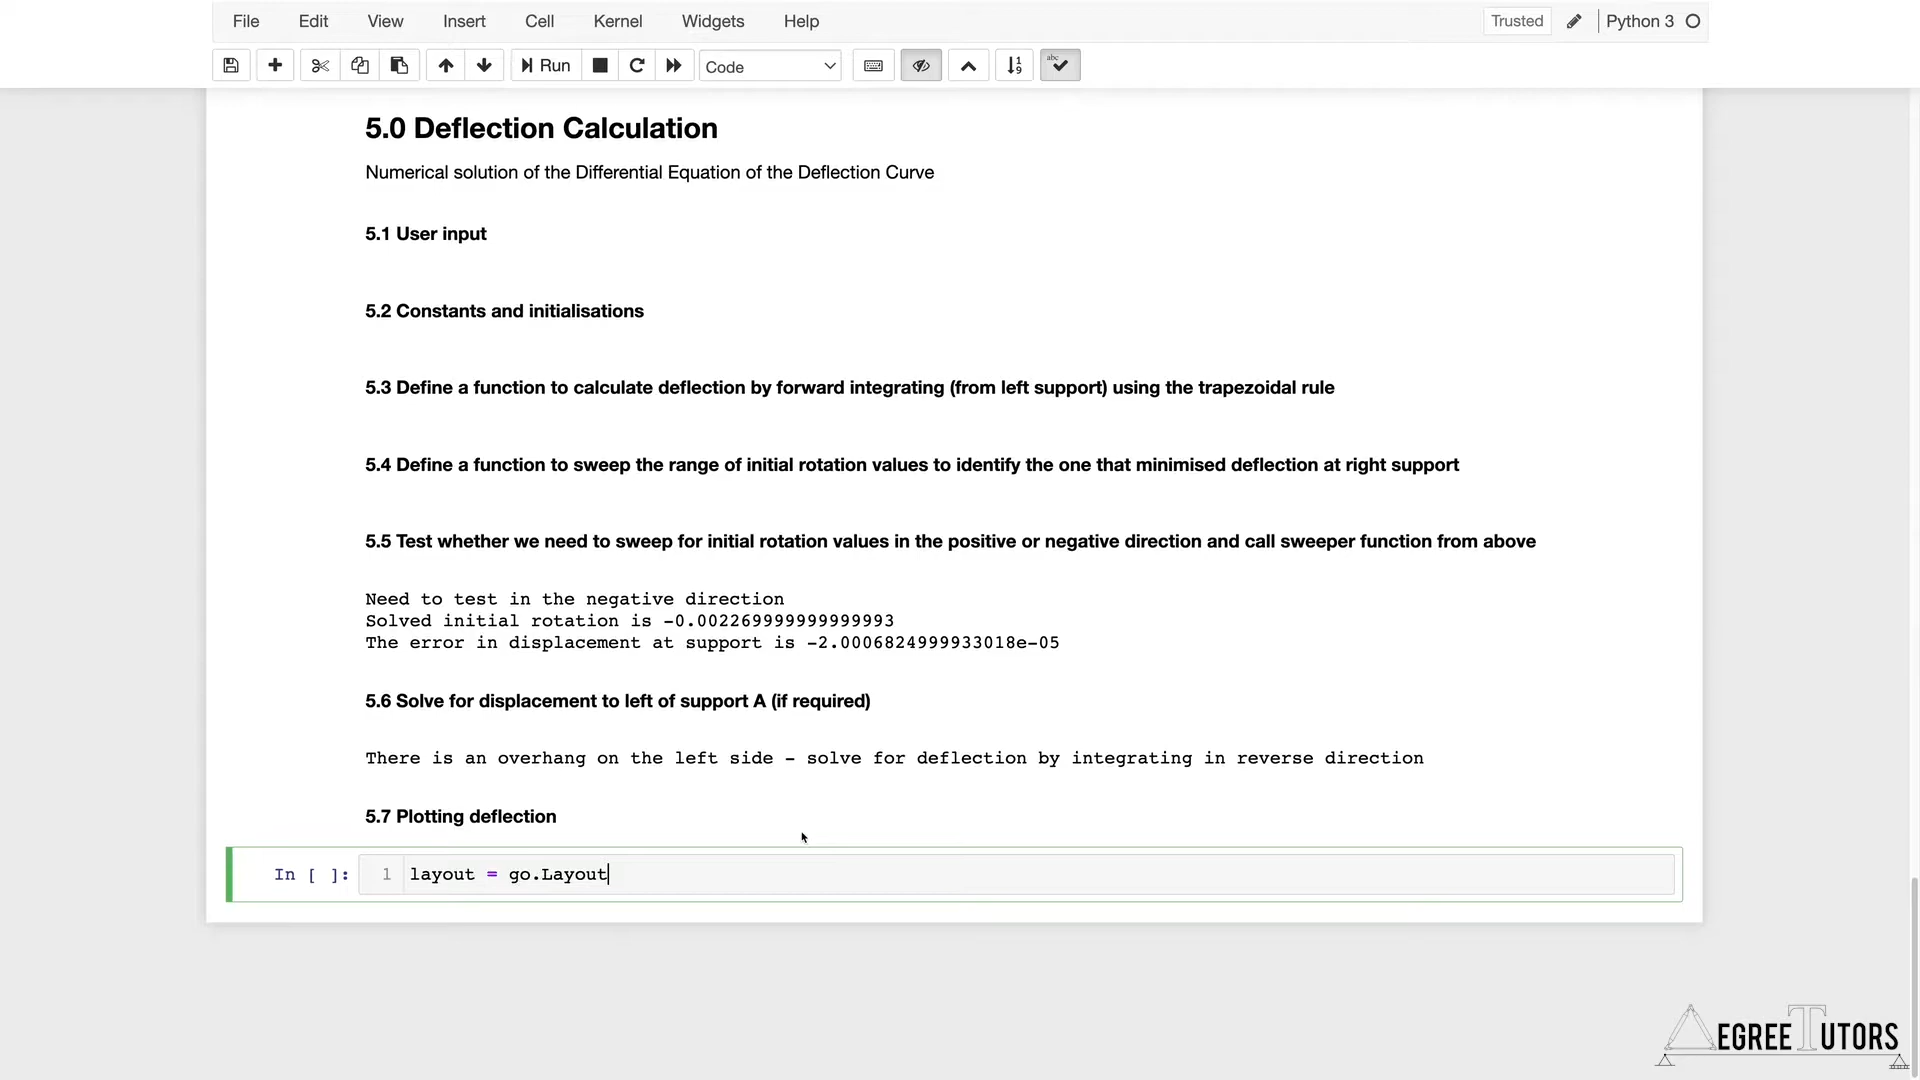 File Edit View Insert Cell Kernel Widgets Help Trusted Python 3
Run Code abc 1 9
5.0 Deflection Calculation
Numerical solution of the Differential Equation of the Deflection Curve
5.1 User input
5.2 Constants and initialisations
5.3 Define a function to calculate deflection by forward integrating (from left support) using the trapezoidal rule
5.4 Define a function to sweep the range of initial rotation values to identify the one that minimised deflection at right support
5.5 Test whether we need to sweep for initial rotation values in the positive or negative direction and call sweeper function from above
Need to test in the negative direction
Solved initial rotation is -0.002269999999999993
The error in displacement at support is -2.0006824999933018e-05
5.6 Solve for displacement to left of support A (if required)
There is an overhang on the left side - solve for deflection by integrating in reverse direction
5.7 Plotting deflection
In [ ]: 1 layout = go.Layout
DEGREE TUTORS